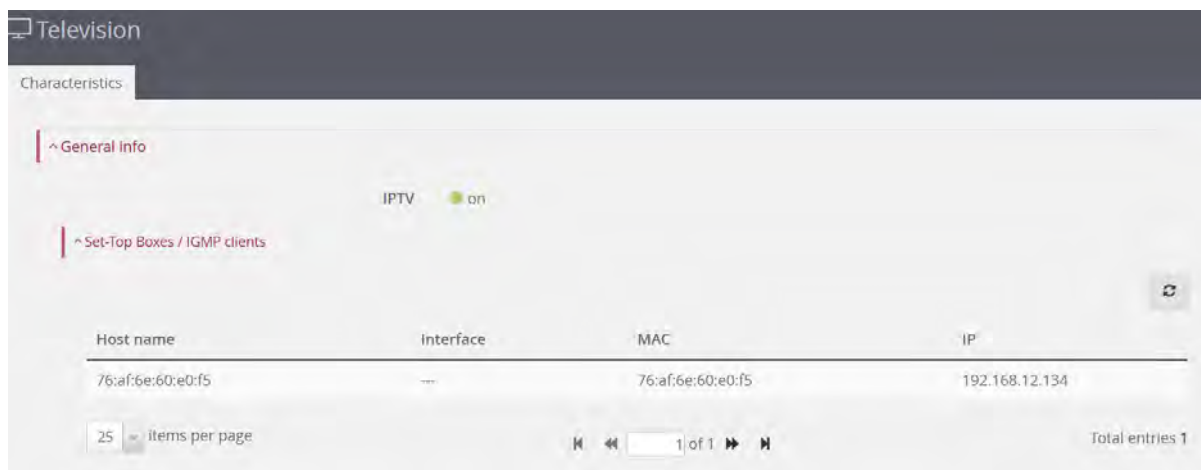 Television
Characteristics
^ General info
IPTV on
^ Set-Top Boxes / IGMP clients
Host name Interface MAC IP
76:af:6e:60:e0:f5 --- 76:af:6e:60:e0:f5 192.168.12.134
25 items per page 1 of 1 Total entries 1